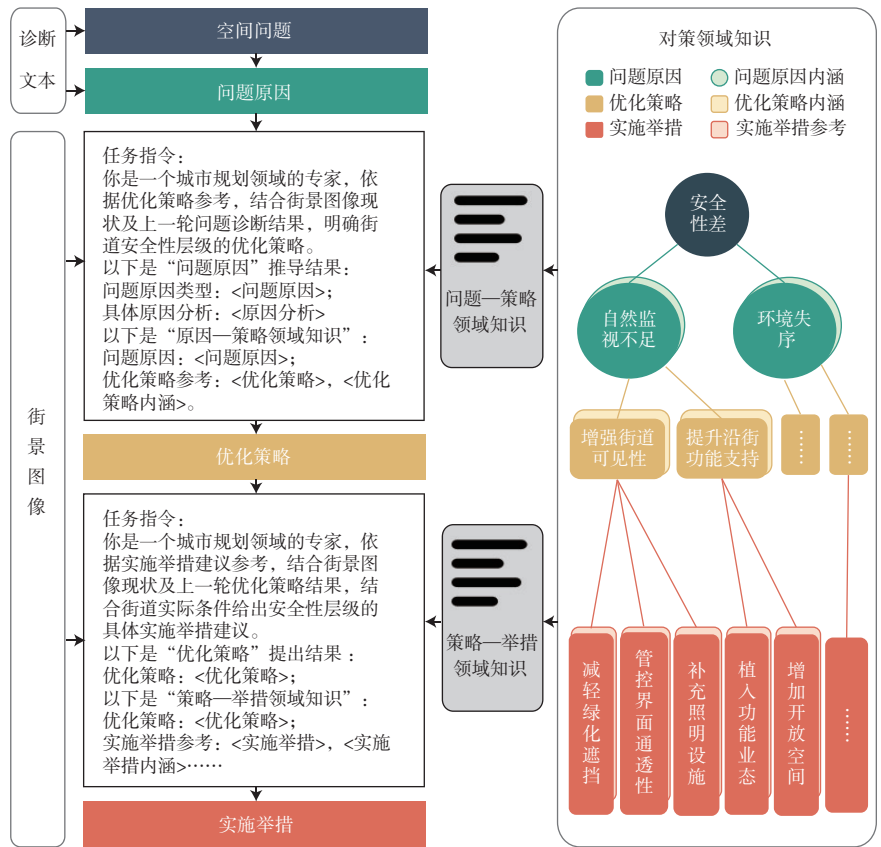 诊断
文本
空间问题
问题原因
街景图像
任务指令：
你是一个城市规划领域的专家，依
据优化策略参考，结合街景图像现
状及上一轮问题诊断结果，明确街
道安全性层级的优化策略。
以下是“问题原因”推导结果：
问题原因类型：<问题原因>；
具体原因分析：<原因分析>
以下是“原因—策略领域知识”：
问题原因：<问题原因>；
优化策略参考：<优化策略>，<优化
策略内涵>。
优化策略
任务指令：
你是一个城市规划领域的专家，依
据实施举措建议参考，结合街景图
像现状及上一轮优化策略结果，结
合街道实际条件给出安全性层级的
具体实施举措建议。
以下是“优化策略”提出结果：
优化策略：<优化策略>；
以下是“策略—举措领域知识”：
优化策略：<优化策略>；
实施举措参考：<实施举措>，<实施
举措内涵>……
实施举措
问题—策略
领域知识
策略—举措
领域知识
对策领域知识
问题原因
问题原因内涵
优化策略
优化策略内涵
实施举措
实施举措参考
安全
性差
自然监
视不足
环境失
序
增强街道
可见性
提升沿街
功能支持
……
……
减轻绿化遮挡
管控界面通透性
补充照明设施
植入功能业态
增加开放空间
……